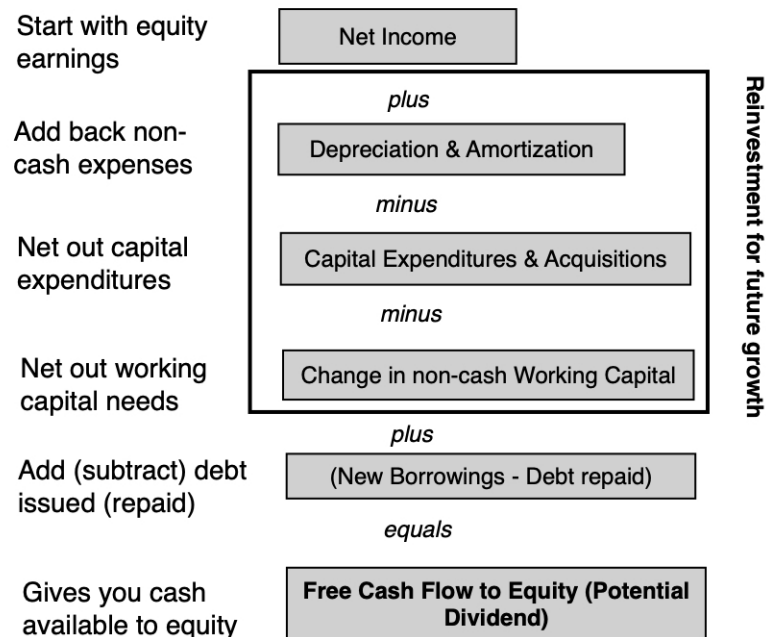 Start with equity
earnings
Net Income
plus
Add back non-
cash expenses
Depreciation & Amortization
minus
Net out capital
expenditures
Capital Expenditures & Acquisitions
minus
Net out working
capital needs
Change in non-cash Working Capital
Reinvestment for future growth
plus
Add (subtract) debt
issued (repaid)
(New Borrowings - Debt repaid)
equals
Gives you cash
available to equity
Free Cash Flow to Equity (Potential
Dividend)